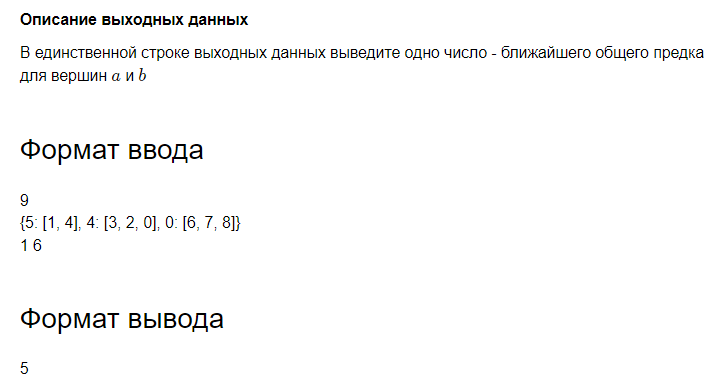 Описание выходных данных
В единственной строке выходных данных выведите одно число - ближайшего общего предка
для вершин a и b
Формат ввода
9
{5: [1, 4], 4: [3, 2, 0], 0: [6, 7, 8]}
1 6
Формат вывода
5